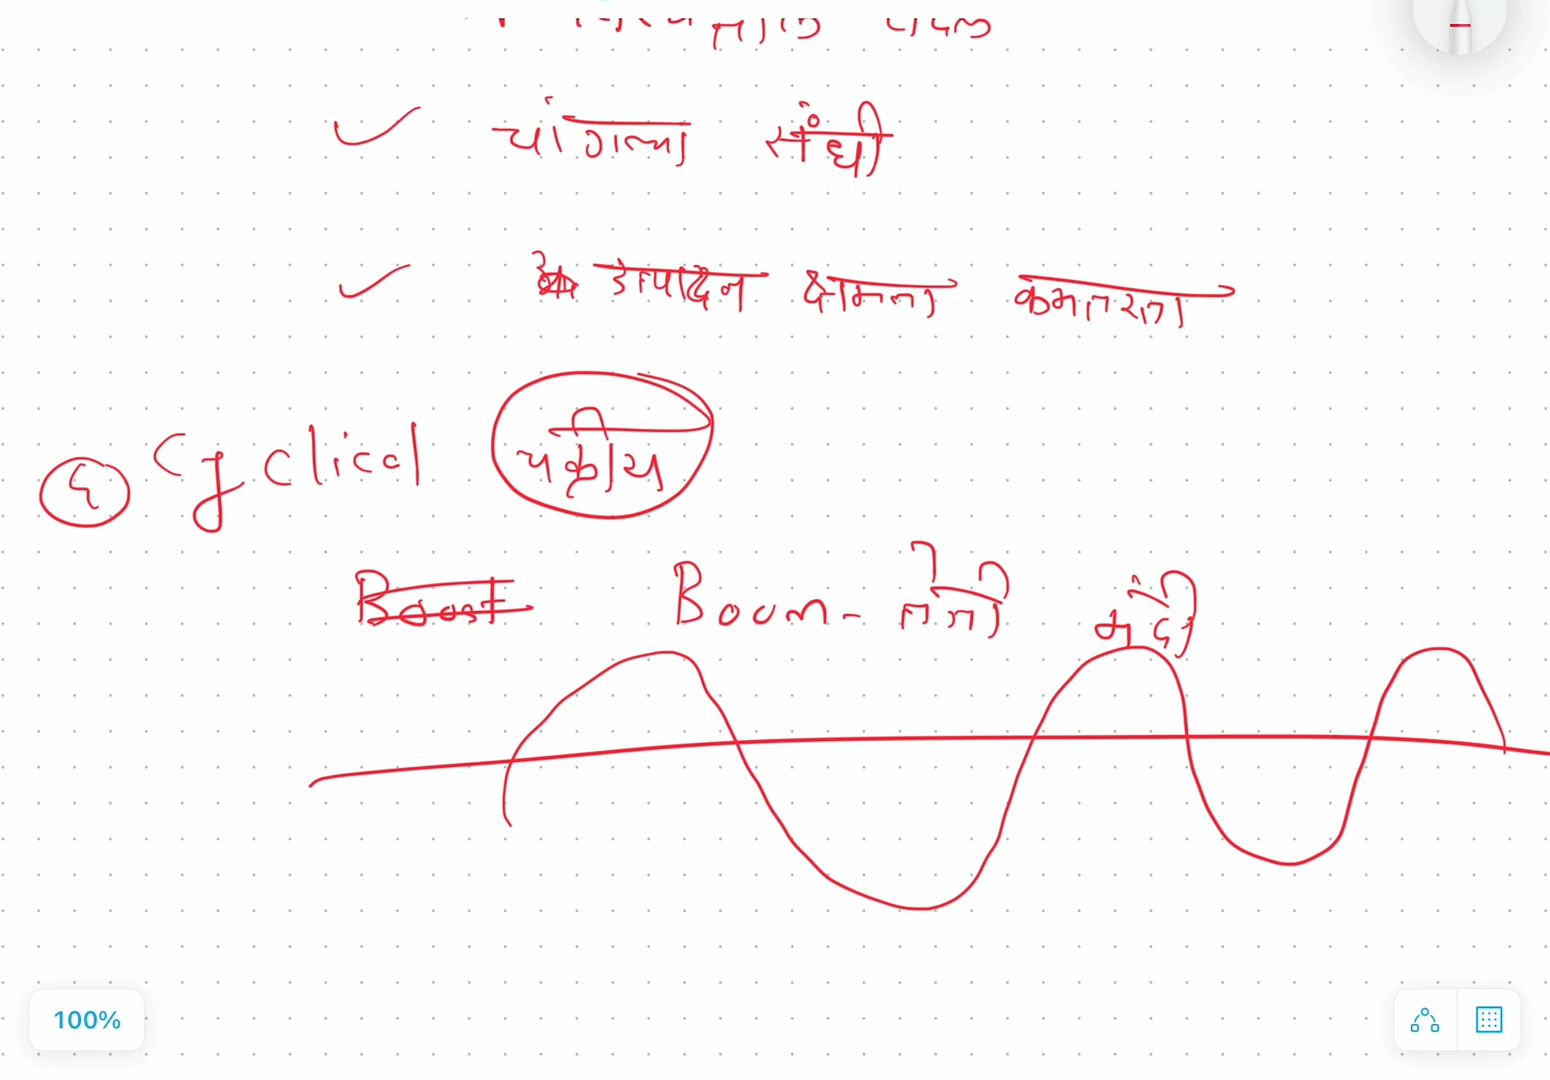 चांगल्या संधी
उत्पादन क्षमता कमतरता
५ Cyclical चक्रीय
Boost Boom - तेजी मंदी
100%